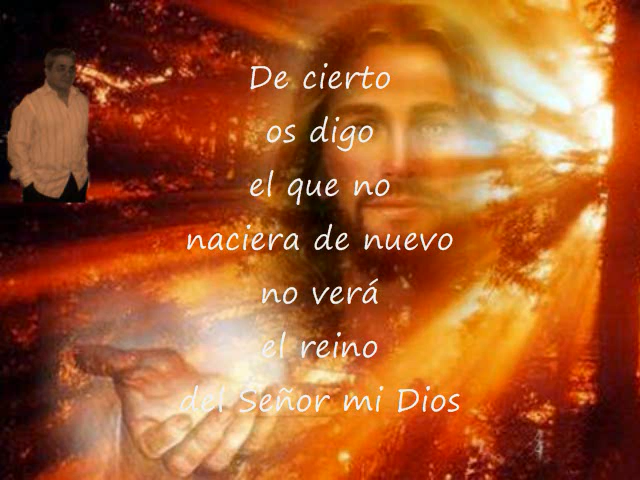 De cierto
os digo
el que no
naciera de nuevo
no verá
el reino
del Señor mi Dios